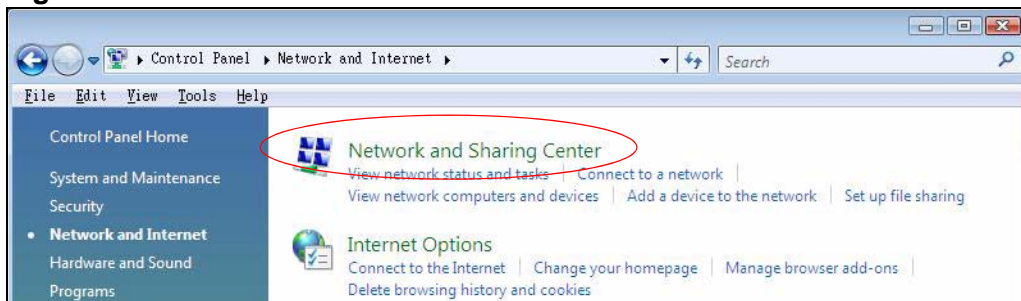 Control Panel Network and Internet Search
File Edit View Tools Help
Control Panel Home
System and Maintenance
Security
• Network and Internet
Hardware and Sound
Programs
Network and Sharing Center
View network status and tasks Connect to a network
View network computers and devices Add a device to the network Set up file sharing
Internet Options
Connect to the Internet Change your homepage Manage browser add-ons
Delete browsing history and cookies